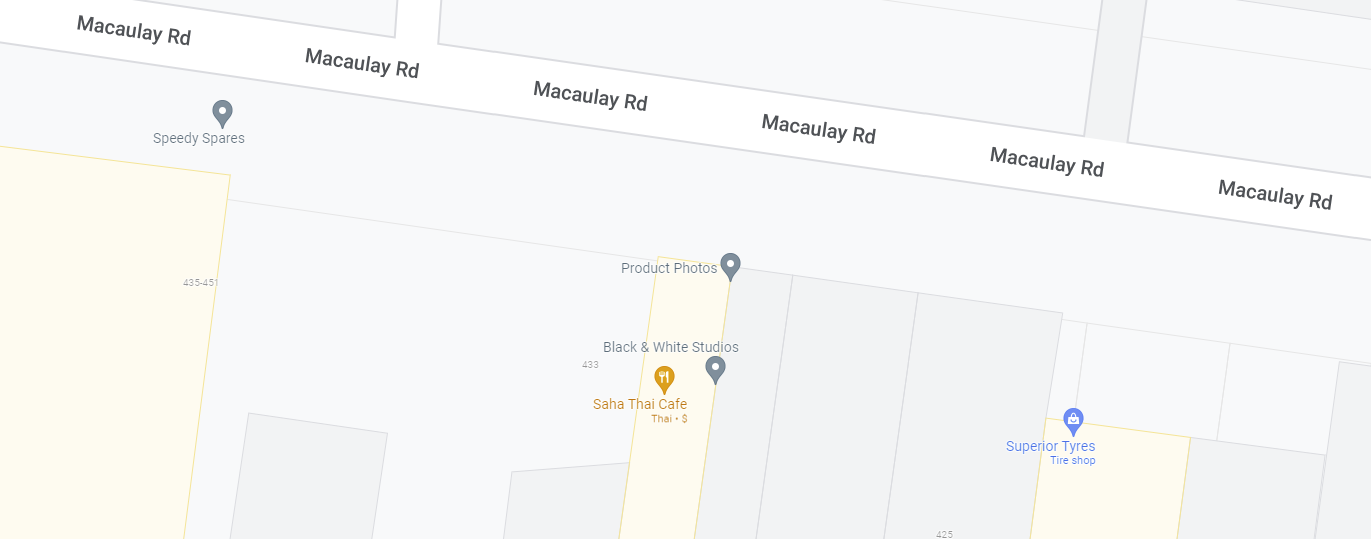 Macaulay Rd
Macaulay Rd
Macaulay Rd
Macaulay Rd
Macaulay Rd
Macaulay Rd
Speedy Spares
Product Photos
435-451
Black & White Studios
433
Saha Thai Cafe
Thai • $
Superior Tyres
Tire shop
425